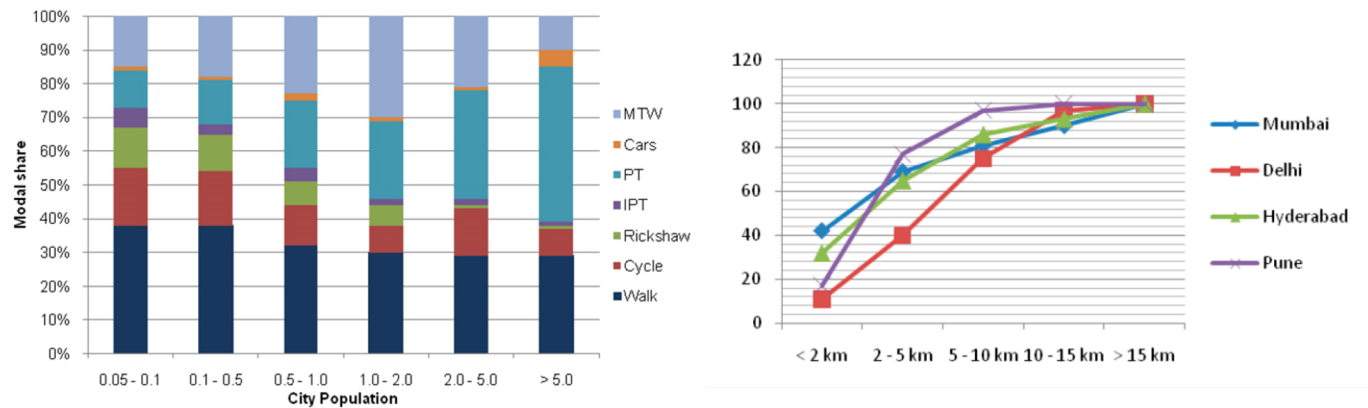 100%
90%
80%
70%
60%
50%
40%
30%
20%
10%
0%
Modal share
0.05 - 0.1 0.1 - 0.5 0.5 - 1.0 1.0 - 2.0 2.0 - 5.0 > 5.0
City Population
MTW
Cars
PT
IPT
Rickshaw
Cycle
Walk
120
100
80
60
40
20
0
< 2 km 2 - 5 km 5 - 10 km 10 - 15 km > 15 km
Mumbai
Delhi
Hyderabad
Pune